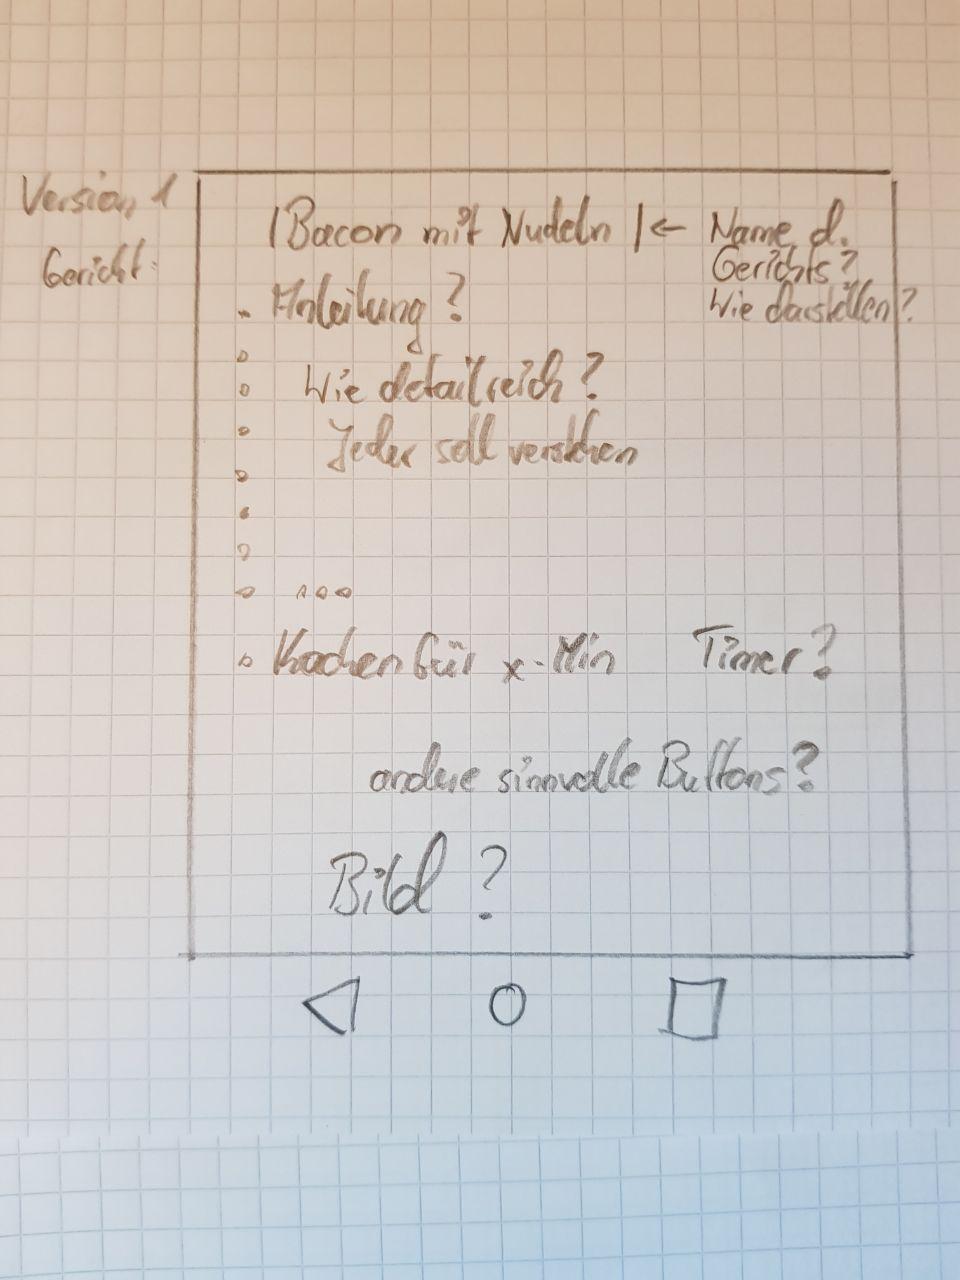 Version 1
Gericht:
|Bacon mit Nudeln| ← Name d.
Gerichts?
Wie darstellen?
Anleitung?
Wie detailreich?
Jeder soll verstehen
...
Kochen für x-Min Timer?
andere sinnvolle Buttons?
Bild?